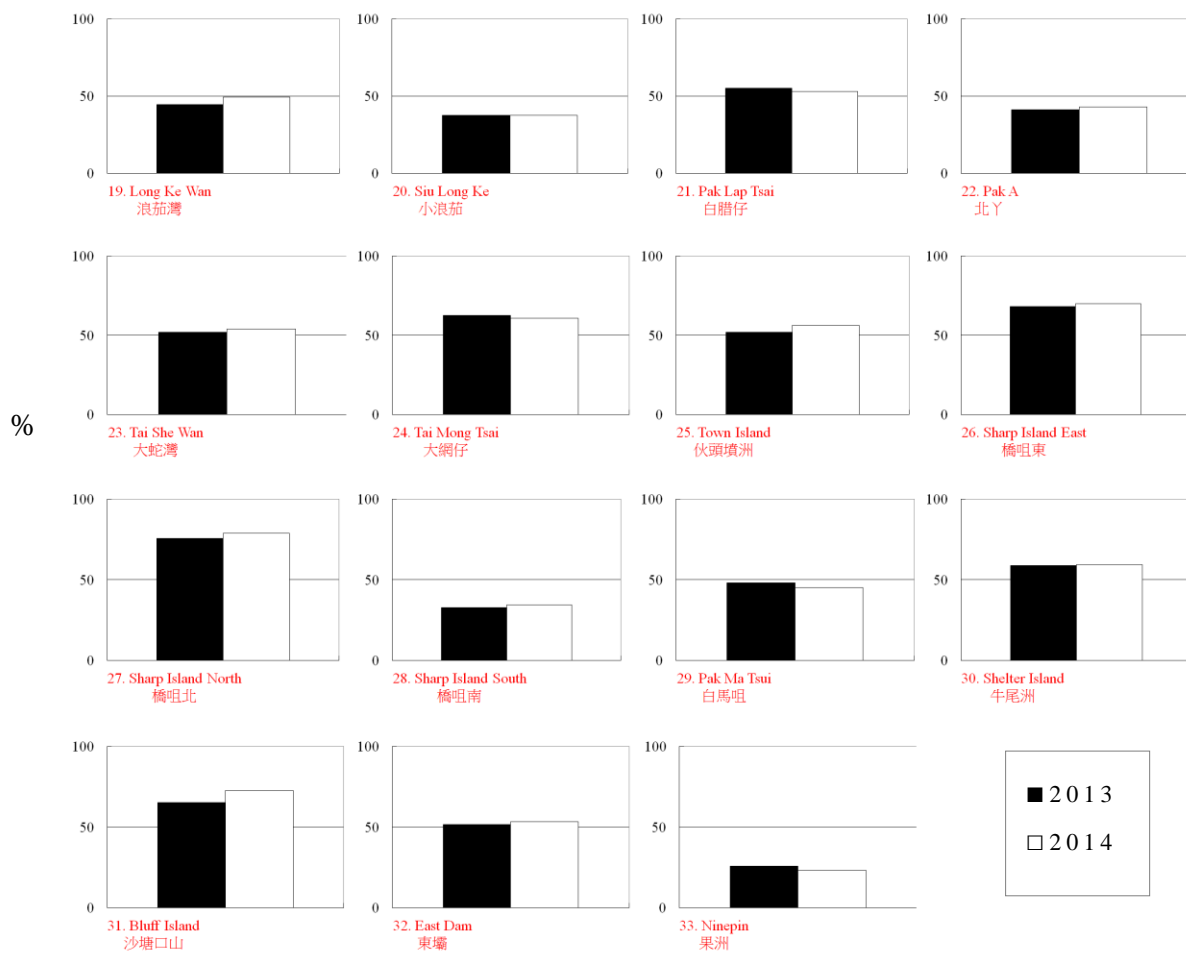 100
50
0
19. Long Ke Wan
浪茄灣
100
50
0
20. Siu Long Ke
小浪茄
100
50
0
21. Pak Lap Tsai
白腊仔
100
50
0
22. Pak A
北丫
%
100
50
0
23. Tai She Wan
大蛇灣
100
50
0
24. Tai Mong Tsai
大網仔
100
50
0
25. Town Island
伙頭墳洲
100
50
0
26. Sharp Island East
橋咀東
100
50
0
27. Sharp Island North
橋咀北
100
50
0
28. Sharp Island South
橋咀南
100
50
0
29. Pak Ma Tsui
白馬咀
100
50
0
30. Shelter Island
牛尾洲
100
50
0
31. Bluff Island
沙塘口山
100
50
0
32. East Dam
東壩
100
50
0
33. Ninepin
果洲
2013
2014